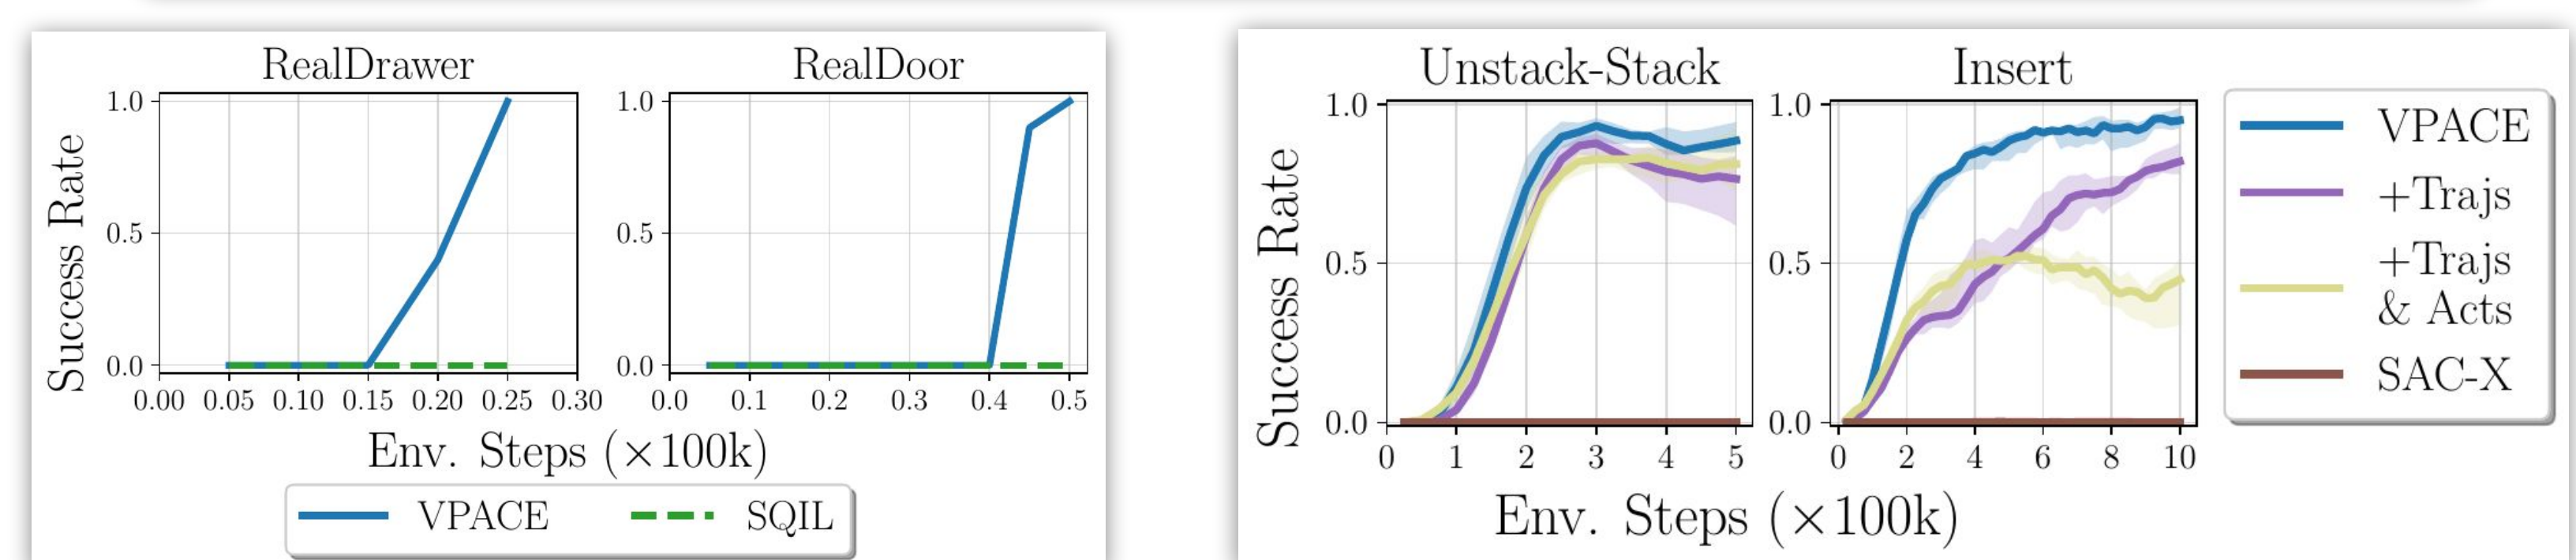 RealDrawer
RealDoor
Success Rate
1.0
0.5
0.0
0.00 0.05 0.10 0.15 0.20 0.25 0.30
1.0
0.5
0.0
0.0 0.1 0.2 0.3 0.4 0.5
Env. Steps (×100k)
VPACE
SQIL
Unstack-Stack
Insert
Success Rate
1.0
0.5
0.0
0 1 2 3 4 5
1.0
0.5
0.0
0 2 4 6 8 10
Env. Steps (×100k)
VPACE
+Trajs
+Trajs
& Acts
SAC-X